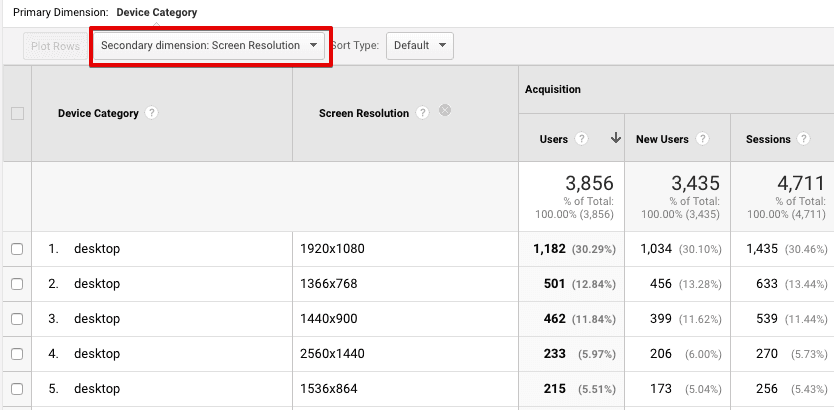 Primary Dimension: Device Category
Plot Rows Secondary dimension: Screen Resolution Sort Type: Default
Acquisition
Device Category ? Screen Resolution ?
Users ? New Users ? Sessions ?
3,856 3,435 4,711
% of Total: % of Total: % of Total:
100.00% (3,856) 100.00% (3,435) 100.00% (4,711)
1. desktop 1920x1080 1,182 (30.29%) 1,034 (30.10%) 1,435 (30.46%)
2. desktop 1366x768 501 (12.84%) 456 (13.28%) 633 (13.44%)
3. desktop 1440x900 462 (11.84%) 399 (11.62%) 539 (11.44%)
4. desktop 2560x1440 233 (5.97%) 206 (6.00%) 270 (5.73%)
5. desktop 1536x864 215 (5.51%) 173 (5.04%) 256 (5.43%)